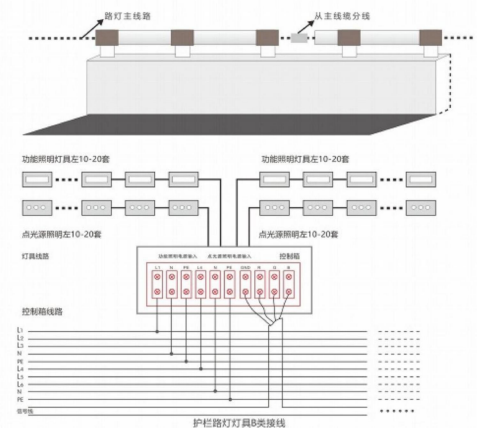 路灯主线路
从主线缆分线
功能照明灯具左10-20套
功能照明灯具左10-20套
点光源照明左10-20套
点光源照明左10-20套
灯具线路
功能照明电源输入
点光源照明电源输入
控制箱
L1 N PE L4 N PE GND R G B
控制箱线路
L1
L2
L3
N
PE
L4
L5
L6
N
PE
信号线
护栏路灯灯具B类接线